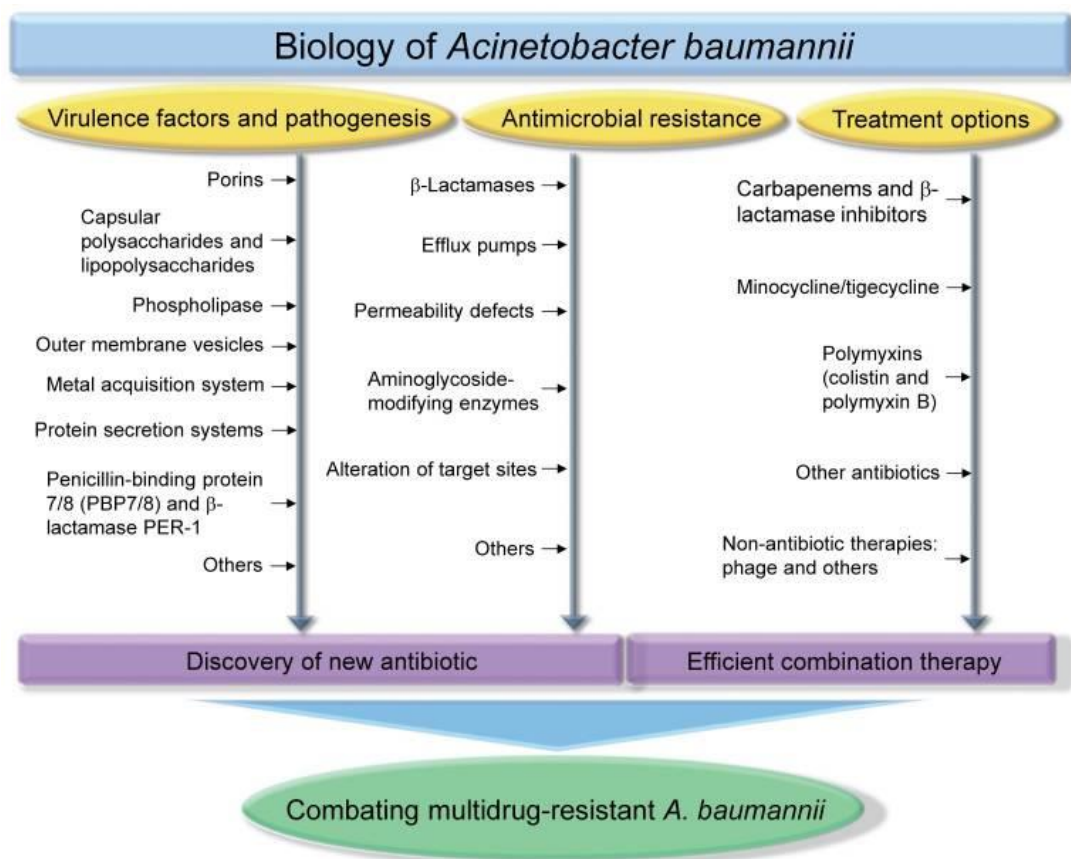 Biology of Acinetobacter baumannii
Virulence factors and pathogenesis
Porins
Capsular
polysaccharides and
lipopolysaccharides
Phospholipase
Outer membrane vesicles
Metal acquisition system
Protein secretion systems
Penicillin-binding protein
7/8 (PBP7/8) and β-
lactamase PER-1
Others
Antimicrobial resistance
β-Lactamases
Efflux pumps
Permeability defects
Aminoglycoside-
modifying enzymes
Alteration of target sites
Others
Treatment options
Carbapenems and β-
lactamase inhibitors
Minocycline/tigecycline
Polymyxins
(colistin and
polymyxin B)
Other antibiotics
Non-antibiotic therapies:
phage and others
Discovery of new antibiotic
Efficient combination therapy
Combating multidrug-resistant A. baumannii